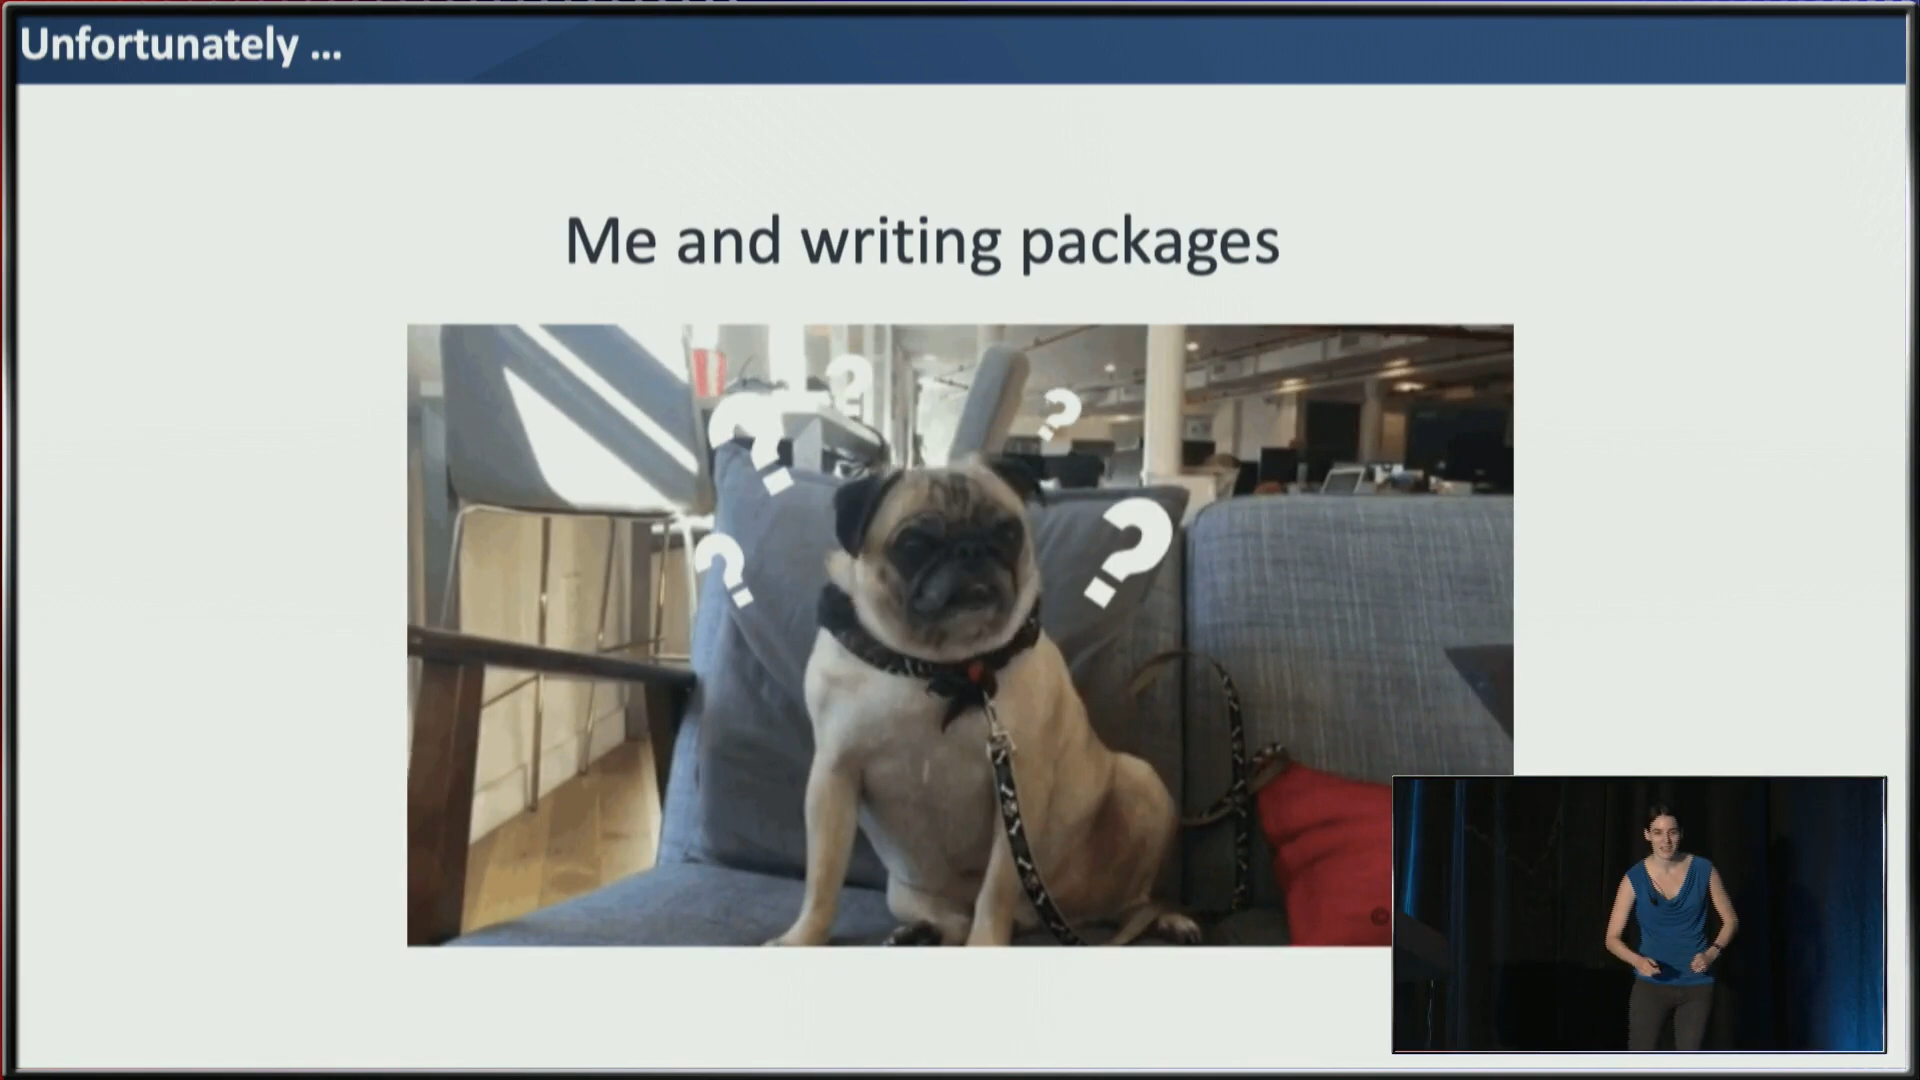 Unfortunately ...
Me and writing packages
? ? ? ? ?